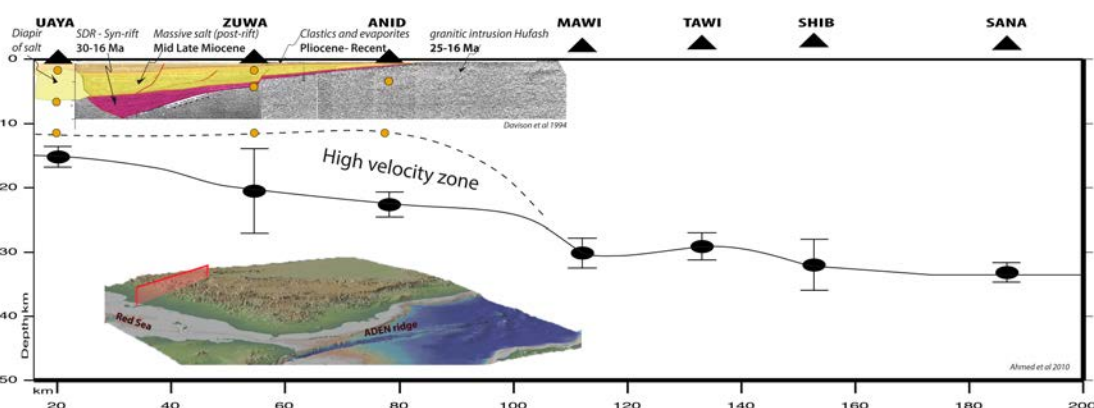 UAYA ZUWA ANID MAWI TAWI SHIB SANA
Diapir of salt
SDR - Syn-rift
30-16 Ma
Massive salt (post-rift)
Mid Late Miocene
Clastics and evaporites
Pliocene- Recent
granitic intrusion Hufash
25-16 Ma
0
Davison et al 1994
10
High velocity zone
20
30
Red Sea
ADEN ridge
40
Depth km
Ahmed et al 2010
50
km
20 40 60 80 100 120 140 160 180 200